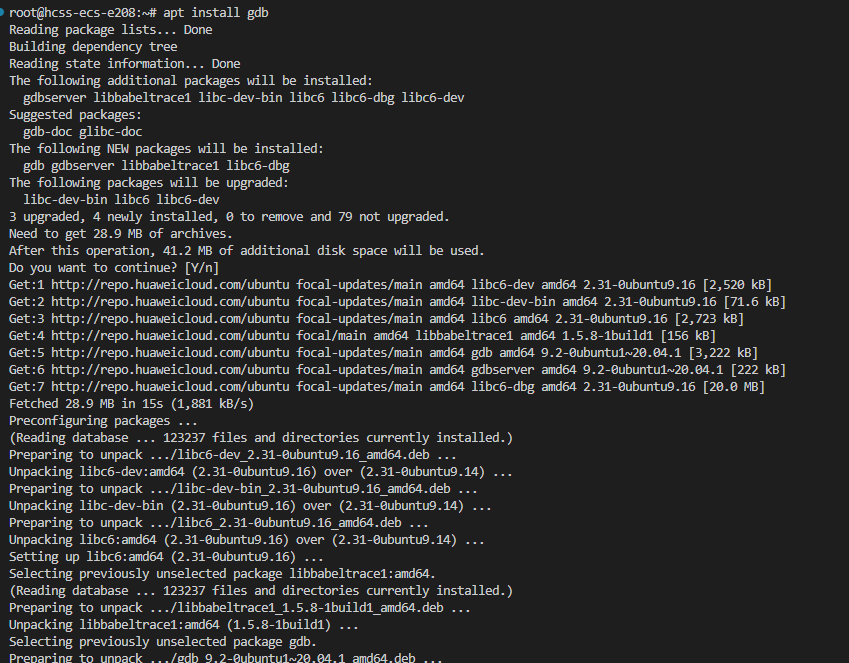 root@hcss-ecs-e208:~# apt install gdb
Reading package lists... Done
Building dependency tree
Reading state information... Done
The following additional packages will be installed:
  gdbserver libbabeltrace1 libc-dev-bin libc6 libc6-dbg libc6-dev
Suggested packages:
  gdb-doc glibc-doc
The following NEW packages will be installed:
  gdb gdbserver libbabeltrace1 libc6-dbg
The following packages will be upgraded:
  libc-dev-bin libc6 libc6-dev
3 upgraded, 4 newly installed, 0 to remove and 79 not upgraded.
Need to get 28.9 MB of archives.
After this operation, 41.2 MB of additional disk space will be used.
Do you want to continue? [Y/n]
Get:1 http://repo.huaweicloud.com/ubuntu focal-updates/main amd64 libc6-dev amd64 2.31-0ubuntu9.16 [2,520 kB]
Get:2 http://repo.huaweicloud.com/ubuntu focal-updates/main amd64 libc-dev-bin amd64 2.31-0ubuntu9.16 [71.6 kB]
Get:3 http://repo.huaweicloud.com/ubuntu focal-updates/main amd64 libc6 amd64 2.31-0ubuntu9.16 [2,723 kB]
Get:4 http://repo.huaweicloud.com/ubuntu focal/main amd64 libbabeltrace1 amd64 1.5.8-1build1 [156 kB]
Get:5 http://repo.huaweicloud.com/ubuntu focal-updates/main amd64 gdb amd64 9.2-0ubuntu1~20.04.1 [3,222 kB]
Get:6 http://repo.huaweicloud.com/ubuntu focal-updates/main amd64 gdbserver amd64 9.2-0ubuntu1~20.04.1 [222 kB]
Get:7 http://repo.huaweicloud.com/ubuntu focal-updates/main amd64 libc6-dbg amd64 2.31-0ubuntu9.16 [20.0 MB]
Fetched 28.9 MB in 15s (1,881 kB/s)
Preconfiguring packages ...
(Reading database ... 123237 files and directories currently installed.)
Preparing to unpack .../libc6-dev_2.31-0ubuntu9.16_amd64.deb ...
Unpacking libc6-dev:amd64 (2.31-0ubuntu9.16) over (2.31-0ubuntu9.14) ...
Preparing to unpack .../libc-dev-bin_2.31-0ubuntu9.16_amd64.deb ...
Unpacking libc-dev-bin (2.31-0ubuntu9.16) over (2.31-0ubuntu9.14) ...
Preparing to unpack .../libc6_2.31-0ubuntu9.16_amd64.deb ...
Unpacking libc6:amd64 (2.31-0ubuntu9.16) over (2.31-0ubuntu9.14) ...
Setting up libc6:amd64 (2.31-0ubuntu9.16) ...
Selecting previously unselected package libbabeltrace1:amd64.
(Reading database ... 123237 files and directories currently installed.)
Preparing to unpack .../libbabeltrace1_1.5.8-1build1_amd64.deb ...
Unpacking libbabeltrace1:amd64 (1.5.8-1build1) ...
Selecting previously unselected package gdb.
Preparing to unpack .../gdb_9.2-0ubuntu1~20.04.1_amd64.deb ...